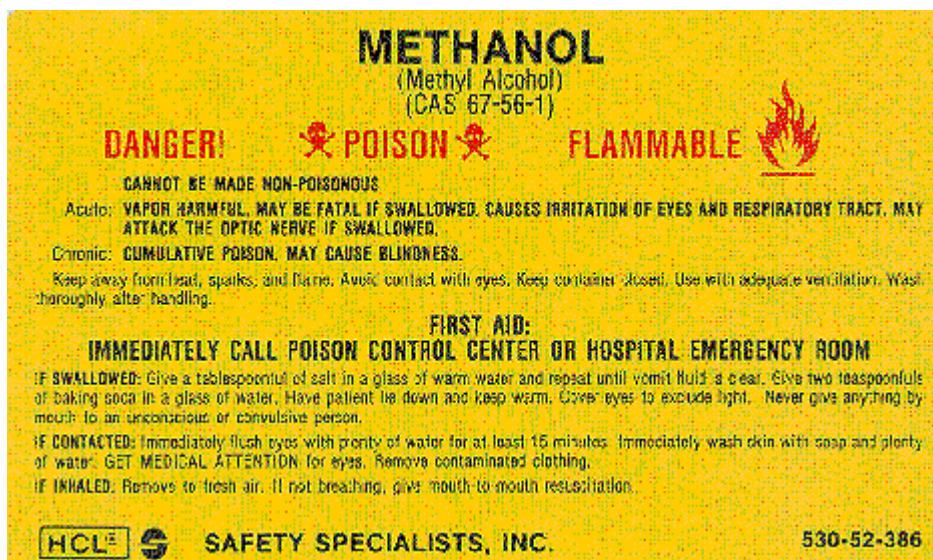 METHANOL
(Methyl Alcohol)
(CAS 67-56-1)
DANGER! POISON FLAMMABLE
CANNOT BE MADE NON-POISONOUS
Acute: VAPOR HARMFUL. MAY BE FATAL IF SWALLOWED. CAUSES IRRITATION OF EYES AND RESPIRATORY TRACT. MAY
ATTACK THE OPTIC NERVE IF SWALLOWED.
Chronic: CUMULATIVE POISON. MAY CAUSE BLINDNESS.
Keep away from heat, sparks, and flame. Avoid contact with eyes. Keep container closed. Use with adequate ventilation. Wash
thoroughly after handling.
FIRST AID:
IMMEDIATELY CALL POISON CONTROL CENTER OR HOSPITAL EMERGENCY ROOM
IF SWALLOWED: Give a tablespoonful of salt in a glass of warm water and repeat until vomit fluid is clear. Give two teaspoonfuls
of baking soda in a glass of water. Have patient lie down and keep warm. Cover eyes to exclude light. Never give anything by
mouth to an unconscious or convulsive person.
IF CONTACTED: Immediately flush eyes with plenty of water for at least 15 minutes. Immediately wash skin with soap and plenty
of water. GET MEDICAL ATTENTION for eyes. Remove contaminated clothing.
IF INHALED: Remove to fresh air. If not breathing, give mouth-to-mouth resuscitation.
HCL SAFETY SPECIALISTS, INC. 530-52-386